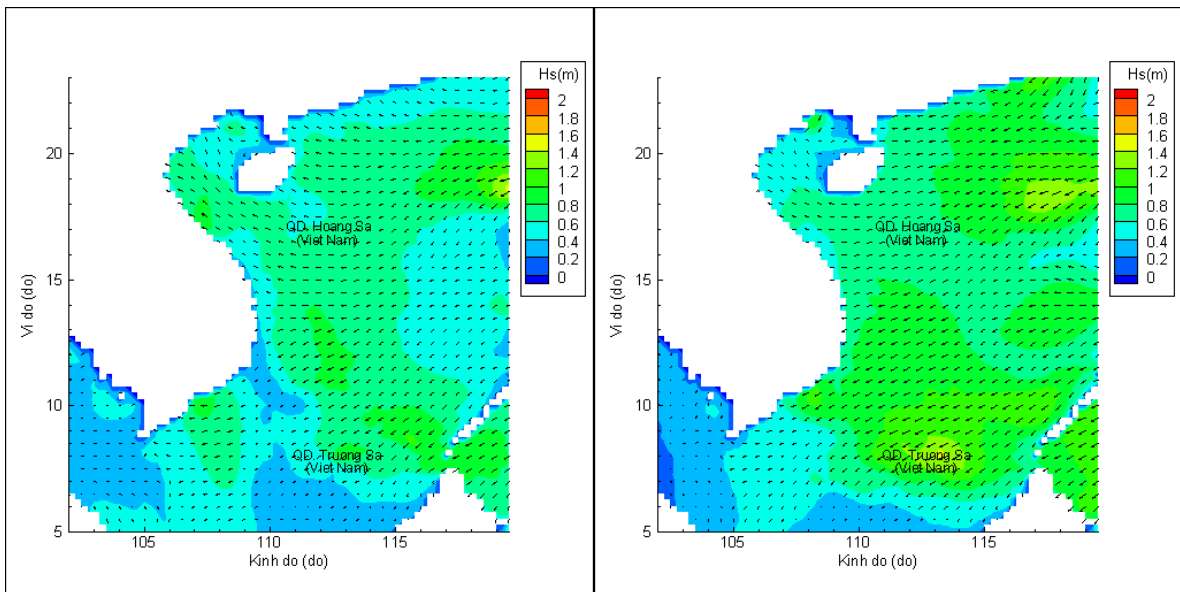 Hs(m)
2
1.8
1.6
1.4
1.2
1
0.8
0.6
0.4
0.2
0
20
15
10
5
Vi do (do)
QD. Hoang Sa
(Viet Nam)
QD. Truong Sa
(Viet Nam)
105
110
115
Kinh do (do)
Hs(m)
2
1.8
1.6
1.4
1.2
1
0.8
0.6
0.4
0.2
0
20
15
10
5
Vi do (do)
QD. Hoang Sa
(Viet Nam)
QD. Truong Sa
(Viet Nam)
105
110
115
Kinh do (do)